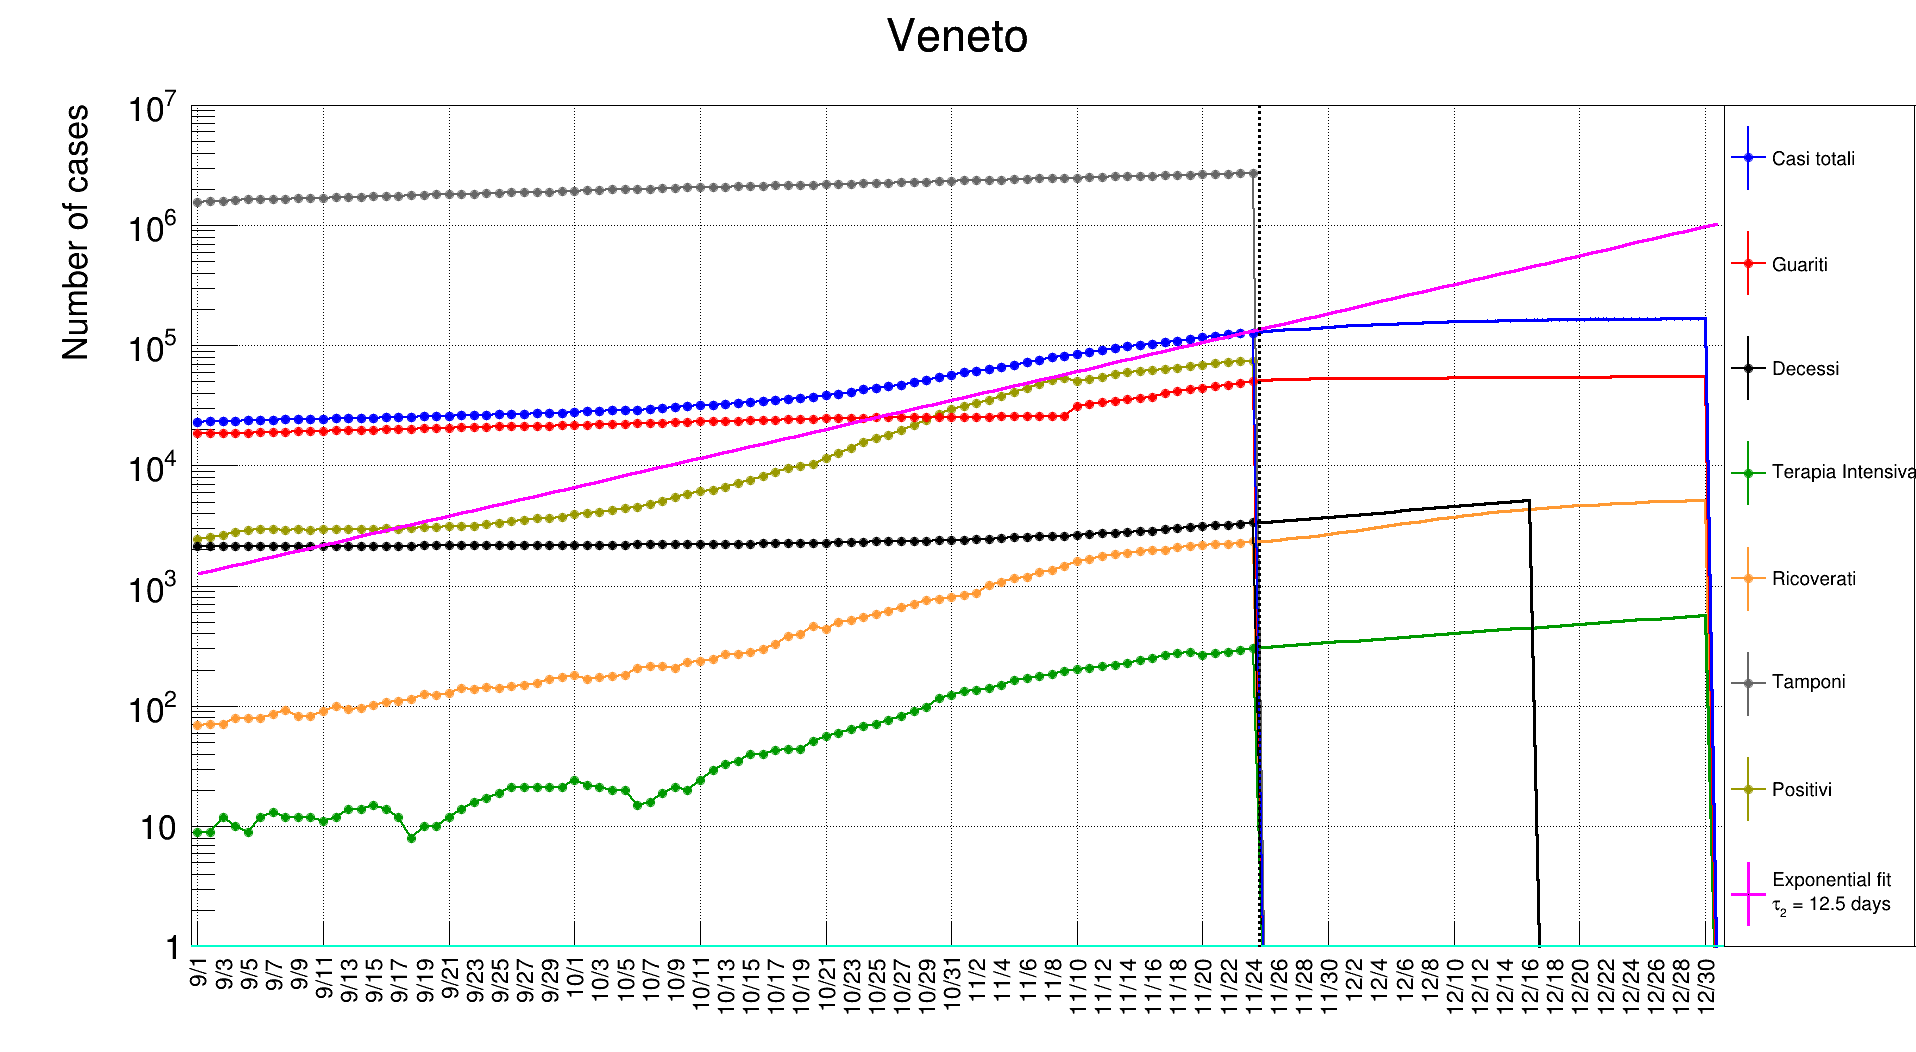 Veneto
Number of cases
10^7
10^6
10^5
10^4
10^3
10^2
10
1
9/1 9/3 9/5 9/7 9/9 9/11 9/13 9/15 9/17 9/19 9/21 9/23 9/25 9/27 9/29 10/1 10/3 10/5 10/7 10/9 10/11 10/13 10/15 10/17 10/19 10/21 10/23 10/25 10/27 10/29 10/31 11/2 11/4 11/6 11/8 11/10 11/12 11/14 11/16 11/18 11/20 11/22 11/24 11/26 11/28 11/30 12/2 12/4 12/6 12/8 12/10 12/12 12/14 12/16 12/18 12/20 12/22 12/24 12/26 12/28 12/30
Casi totali
Guariti
Decessi
Terapia Intensiva
Ricoverati
Tamponi
Positivi
Exponential fit
τ₂ = 12.5 days